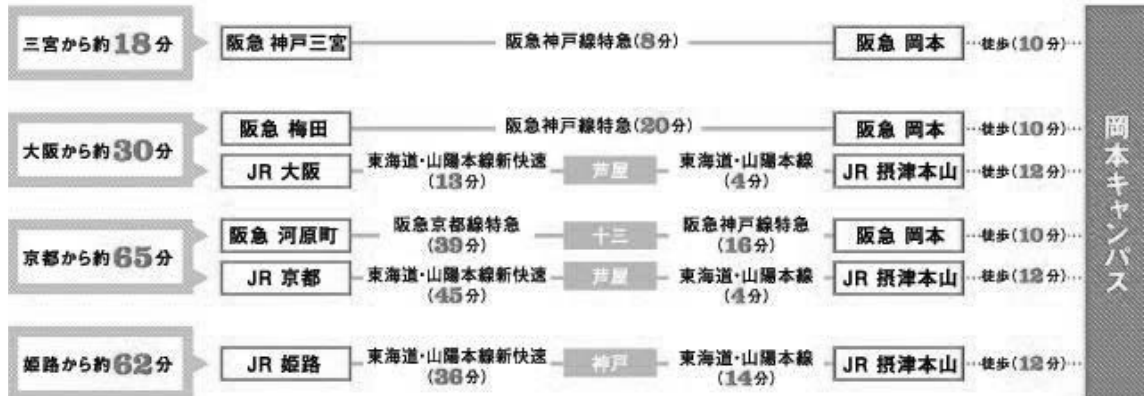 三宮から約18分
阪急 神戸三宮
阪急神戸線特急(8分)
阪急 岡本
徒歩(10分)
大阪から約30分
阪急 梅田
阪急神戸線特急(20分)
阪急 岡本
徒歩(10分)
JR 大阪
東海道・山陽本線新快速
(13分)
芦屋
東海道・山陽本線
(4分)
JR 摂津本山
徒歩(12分)
京都から約65分
阪急 河原町
阪急京都線特急
(39分)
十三
阪急神戸線特急
(16分)
阪急 岡本
徒歩(10分)
JR 京都
東海道・山陽本線新快速
(45分)
芦屋
東海道・山陽本線
(4分)
JR 摂津本山
徒歩(12分)
姫路から約62分
JR 姫路
東海道・山陽本線新快速
(36分)
神戸
東海道・山陽本線
(14分)
JR 摂津本山
徒歩(12分)
岡本キャンパス